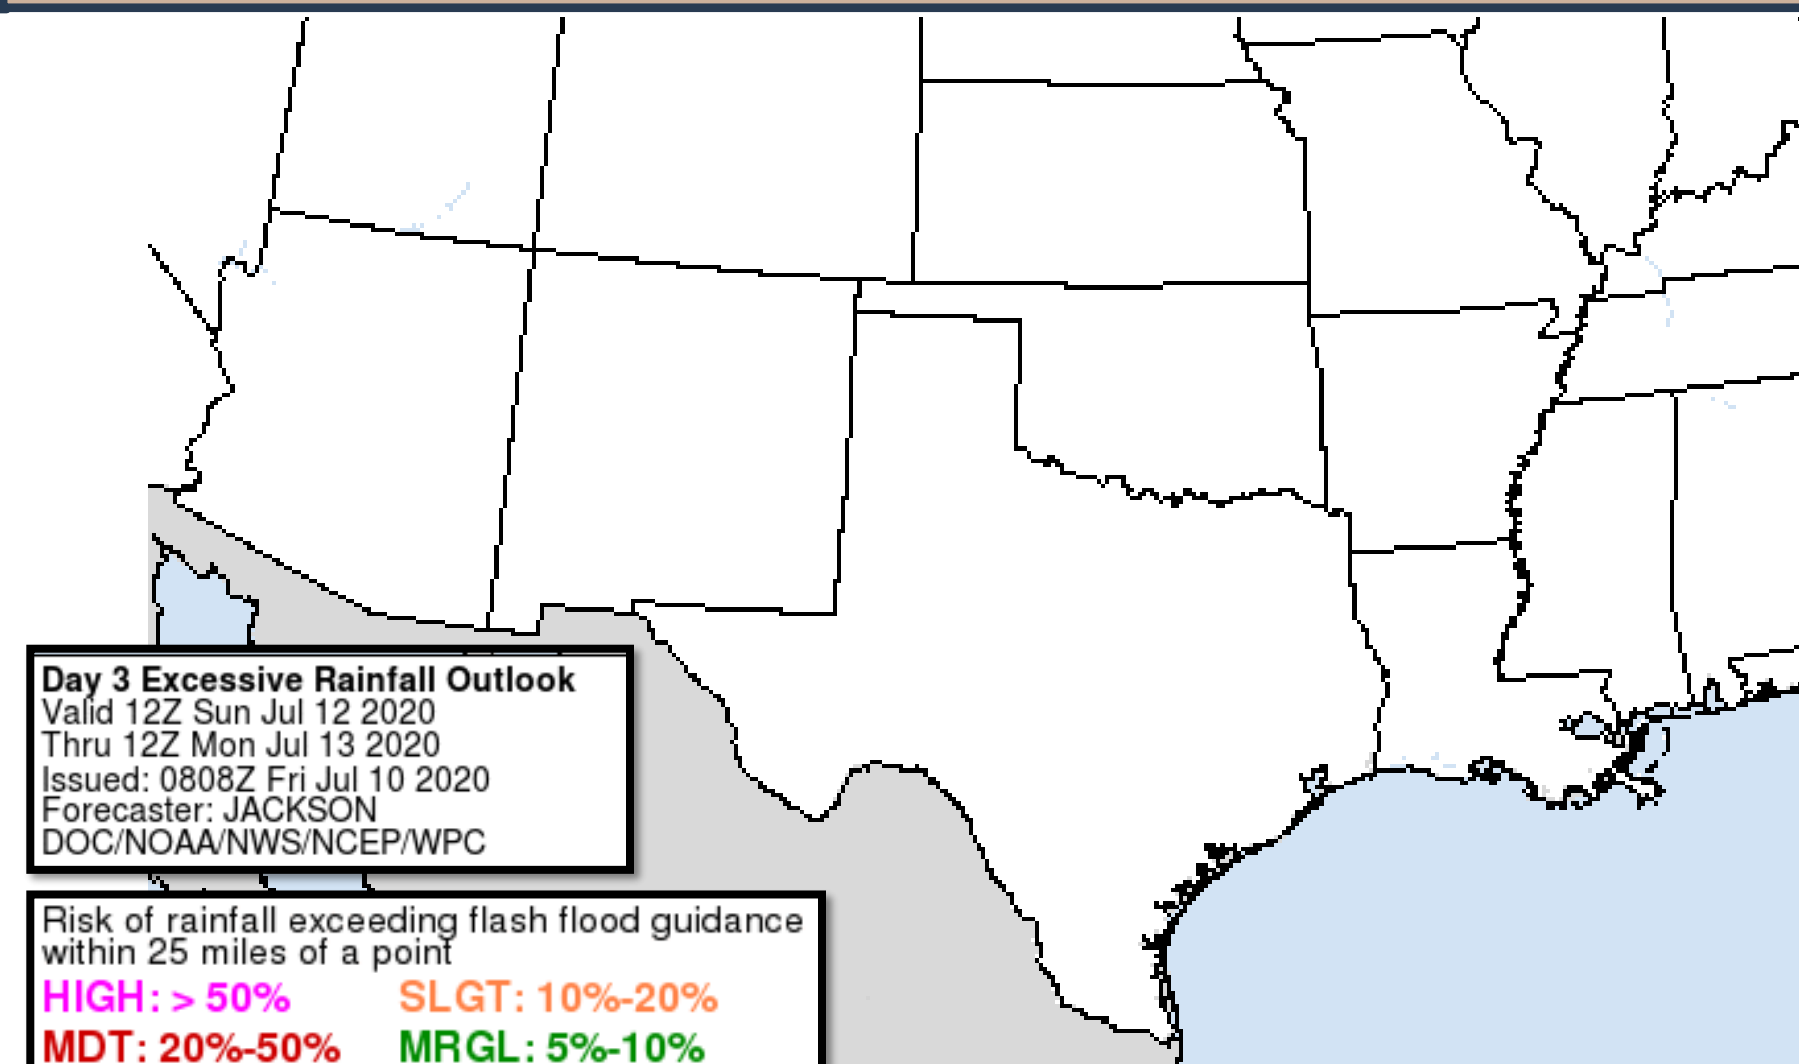 Day 3 Excessive Rainfall Outlook
Valid 12Z Sun Jul 12 2020
Thru 12Z Mon Jul 13 2020
Issued: 0808Z Fri Jul 10 2020
Forecaster: JACKSON
DOC/NOAA/NWS/NCEP/WPC
Risk of rainfall exceeding flash flood guidance
within 25 miles of a point
HIGH: > 50% SLGT: 10%-20%
MDT: 20%-50% MRGL: 5%-10%